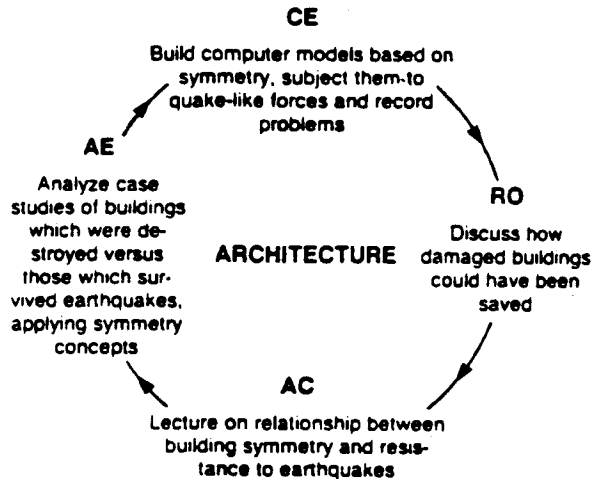 CE
Build computer models based on
symmetry, subject them to
quake-like forces and record
problems
AE
Analyze case
studies of buildings
which were de-
stroyed versus
those which sur-
vived earthquakes,
applying symmetry
concepts
ARCHITECTURE
RO
Discuss how
damaged buildings
could have been
saved
AC
Lecture on relationship between
building symmetry and resis-
tance to earthquakes